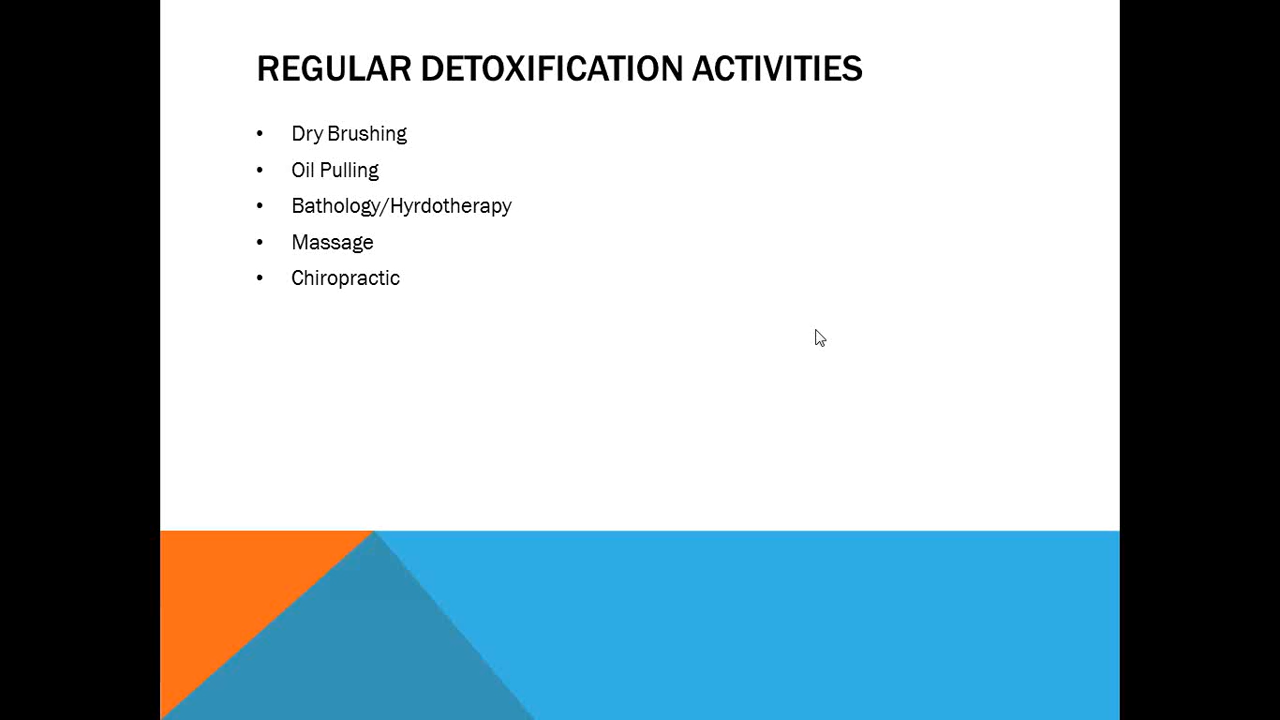 REGULAR DETOXIFICATION ACTIVITIES
• Dry Brushing
• Oil Pulling
• Bathology/Hyrdotherapy
• Massage
• Chiropractic